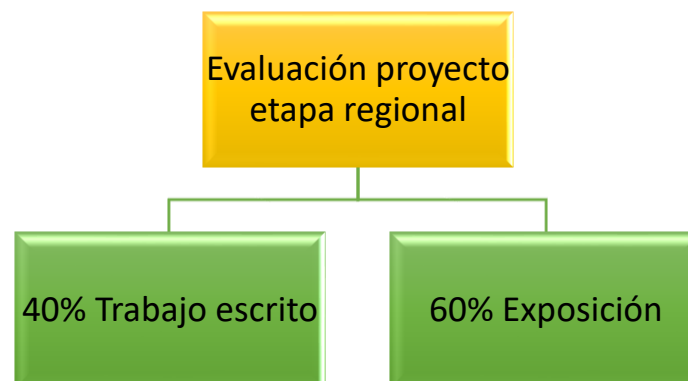 Evaluación proyecto
etapa regional
40% Trabajo escrito
60% Exposición